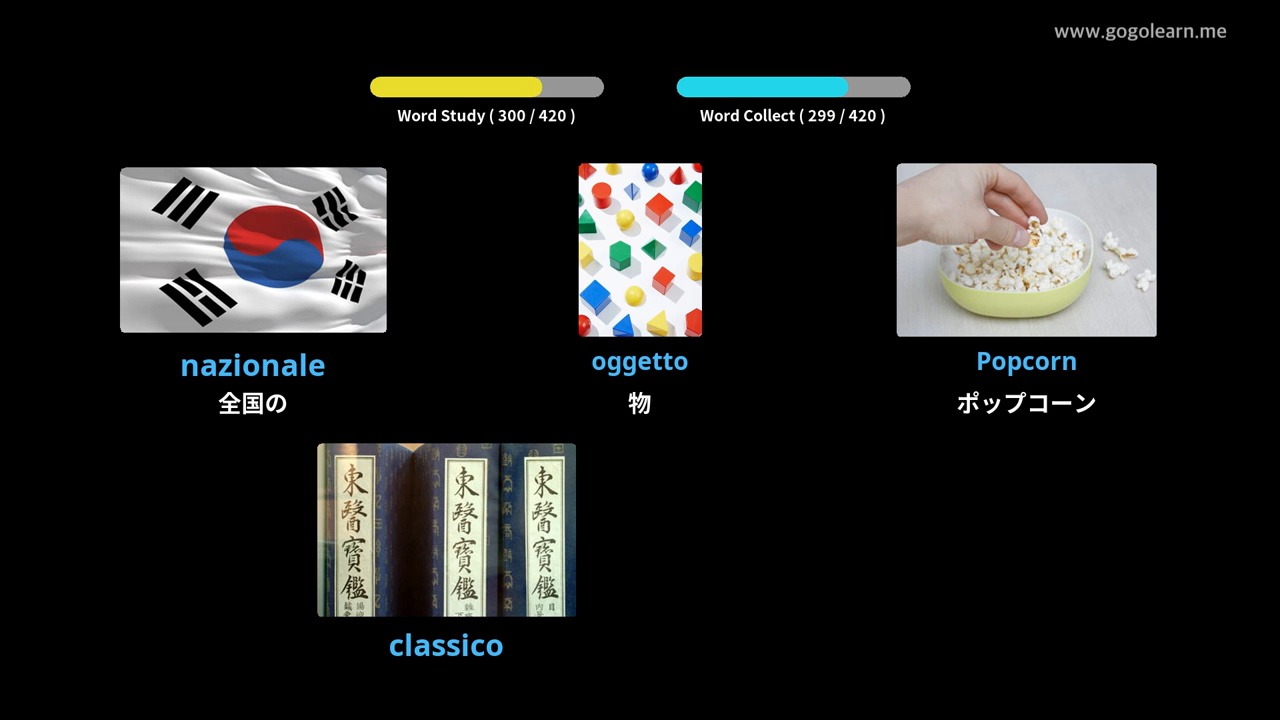 www.gogolearn.me
Word Study ( 300 / 420 )
Word Collect ( 299 / 420 )
nazionale
全国の
oggetto
物
Popcorn
ポップコーン
東醫寶鑑
東醫寶鑑
東醫寶鑑
classico